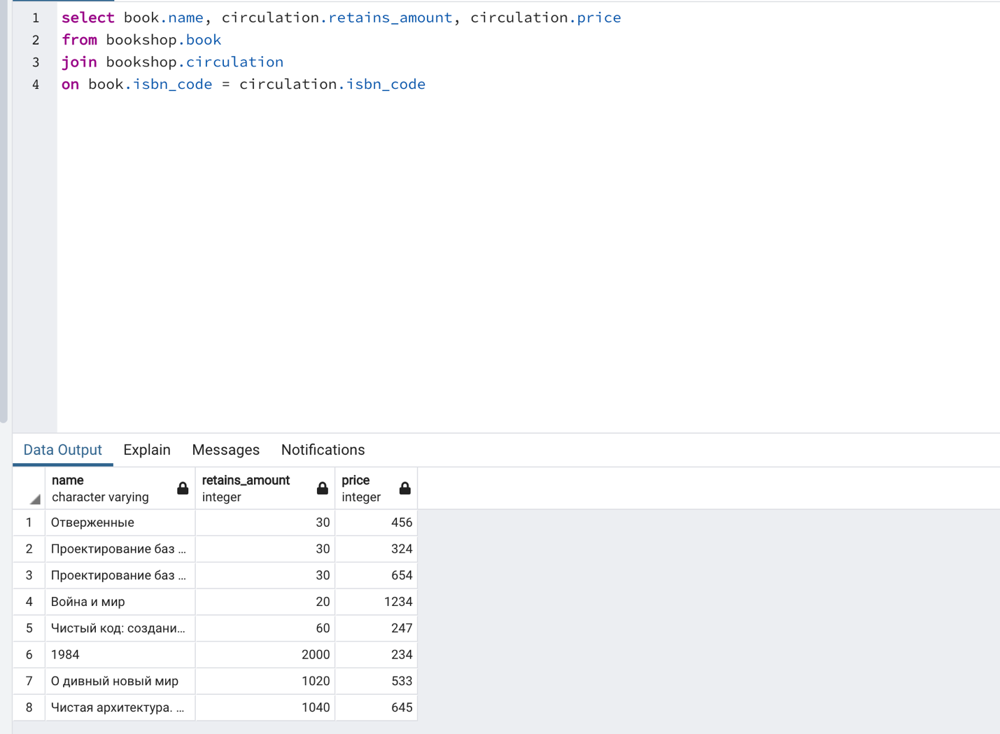 1 select book.name, circulation.retains_amount, circulation.price
2 from bookshop.book
3 join bookshop.circulation
4 on book.isbn_code = circulation.isbn_code
Data Output Explain Messages Notifications
name retains_amount price
character varying integer integer
1 Отверженные 30 456
2 Проектирование баз ... 30 324
3 Проектирование баз ... 30 654
4 Война и мир 20 1234
5 Чистый код: создани... 60 247
6 1984 2000 234
7 О дивный новый мир 1020 533
8 Чистая архитектура. ... 1040 645